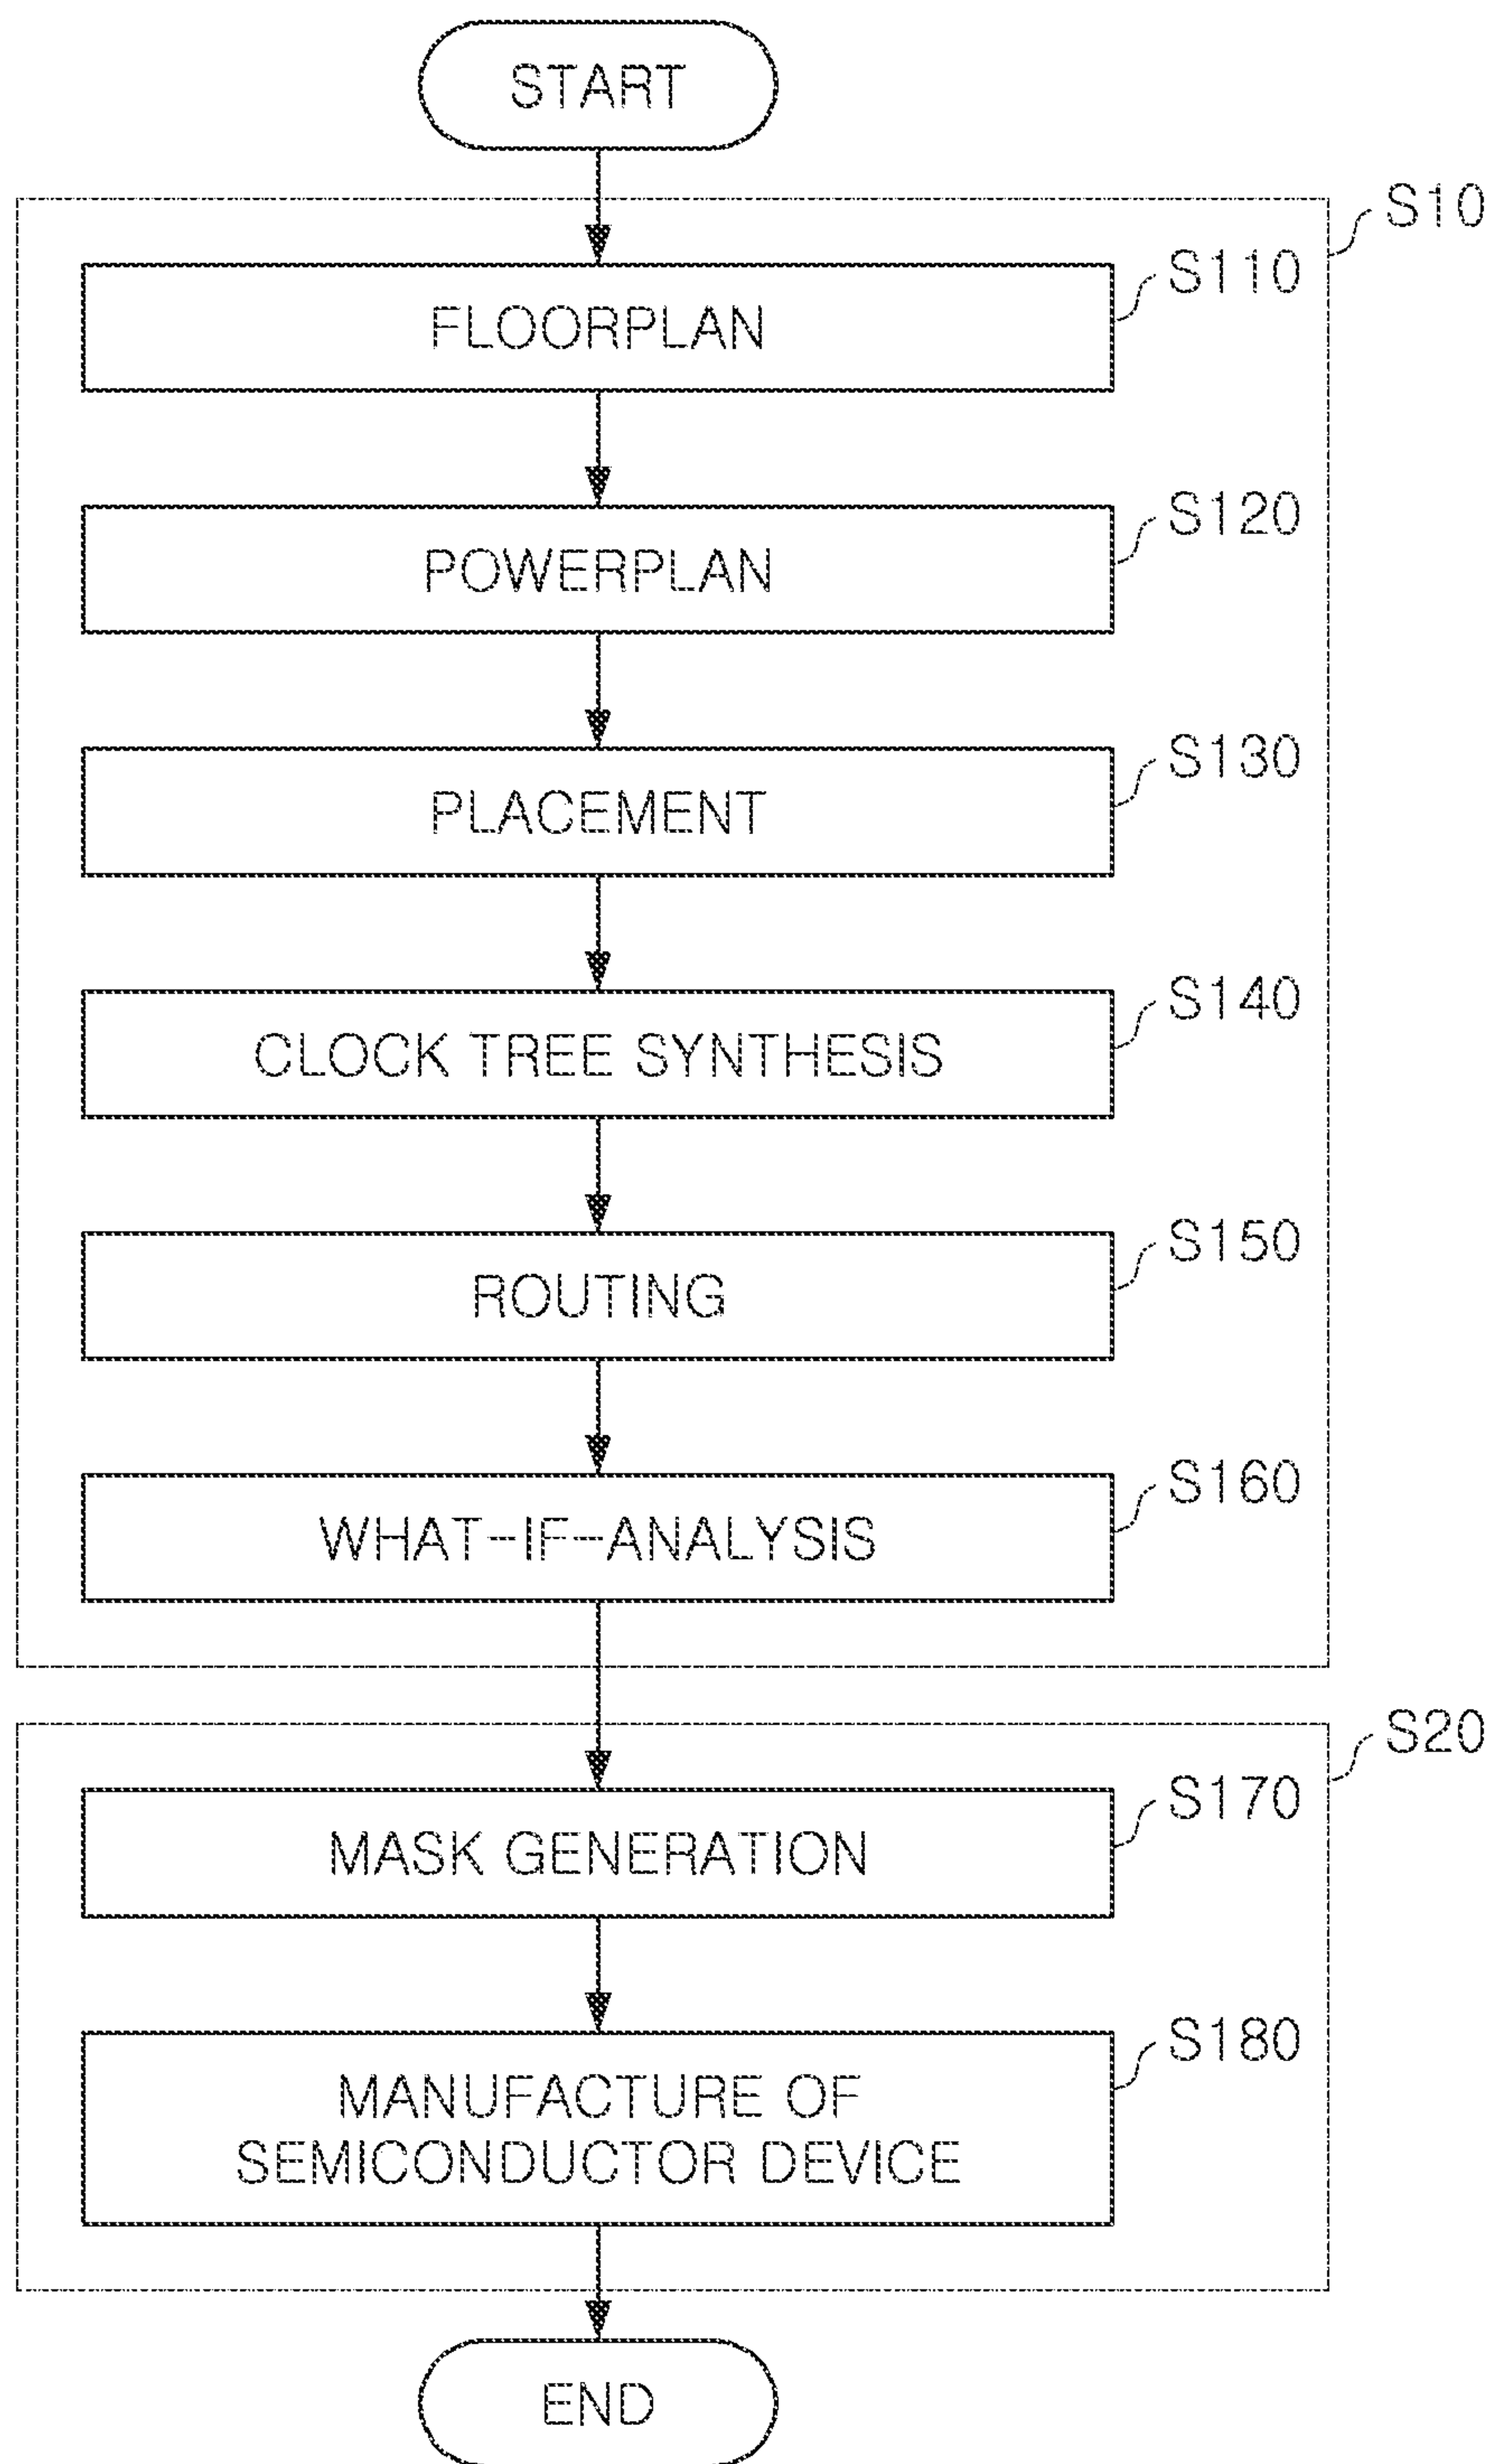 START
S10
S110
FLOORPLAN
S120
POWERPLAN
S130
PLACEMENT
S140
CLOCK TREE SYNTHESIS
S150
ROUTING
S160
WHAT-IF-ANALYSIS
S20
S170
MASK GENERATION
S180
MANUFACTURE OF
SEMICONDUCTOR DEVICE
END